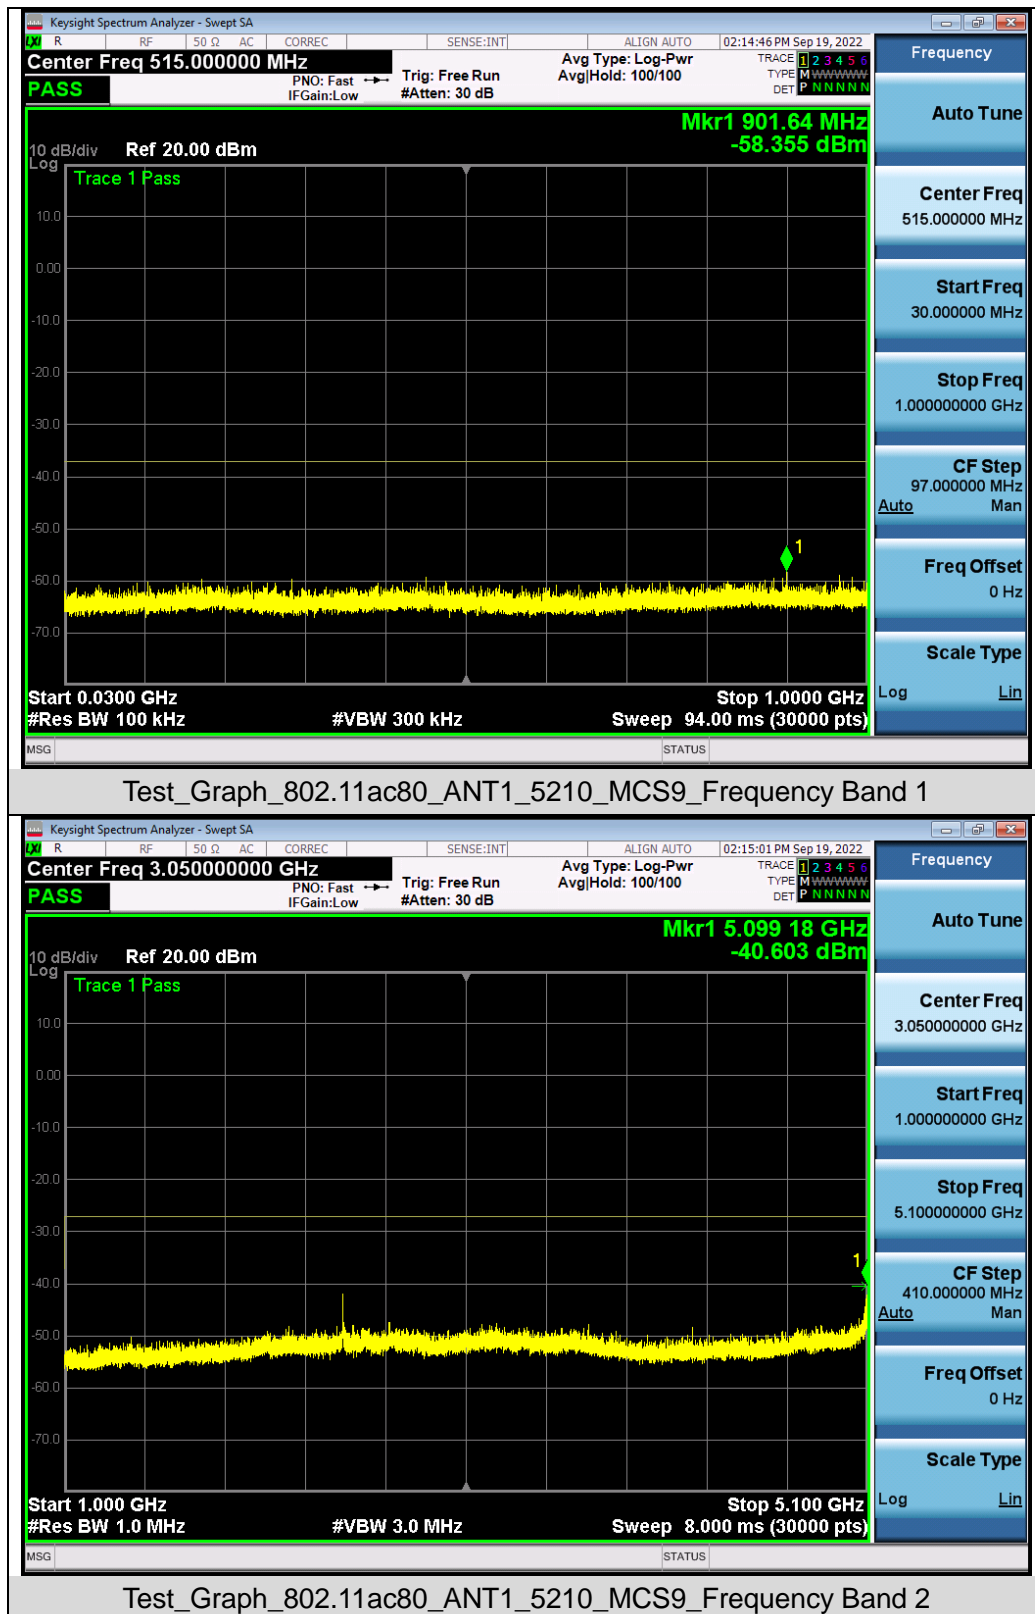 Keysight Spectrum Analyzer - Swept SA
LXI R RF 50 Ω AC CORREC SENSE:INT ALIGN AUTO 02:14:46 PM Sep 19, 2022
Center Freq 515.000000 MHz
PASS
PNO: Fast
IFGain:Low
Trig: Free Run
#Atten: 30 dB
Avg Type: Log-Pwr
Avg|Hold: 100/100
TRACE 1 2 3 4 5 6
TYPE M WWWWW
DET P N N N N N
Mkr1 901.64 MHz
-58.355 dBm
10 dB/div Ref 20.00 dBm
Log
Trace 1 Pass
10.0
0.00
-10.0
-20.0
-30.0
-40.0
-50.0
-60.0
-70.0
1
Start 0.0300 GHz Stop 1.0000 GHz
#Res BW 100 kHz #VBW 300 kHz Sweep 94.00 ms (30000 pts)
MSG STATUS
Frequency
Auto Tune
Center Freq
515.000000 MHz
Start Freq
30.000000 MHz
Stop Freq
1.000000000 GHz
CF Step
97.000000 MHz
Auto Man
Freq Offset
0 Hz
Scale Type
Log Lin
Test_Graph_802.11ac80_ANT1_5210_MCS9_Frequency Band 1
Keysight Spectrum Analyzer - Swept SA
LXI R RF 50 Ω AC CORREC SENSE:INT ALIGN AUTO 02:15:01 PM Sep 19, 2022
Center Freq 3.050000000 GHz
PASS
PNO: Fast
IFGain:Low
Trig: Free Run
#Atten: 30 dB
Avg Type: Log-Pwr
Avg|Hold: 100/100
TRACE 1 2 3 4 5 6
TYPE M WWWWW
DET P N N N N N
Mkr1 5.099 18 GHz
-40.603 dBm
10 dB/div Ref 20.00 dBm
Log
Trace 1 Pass
10.0
0.00
-10.0
-20.0
-30.0
-40.0
-50.0
-60.0
-70.0
1
Start 1.000 GHz Stop 5.100 GHz
#Res BW 1.0 MHz #VBW 3.0 MHz Sweep 8.000 ms (30000 pts)
MSG STATUS
Frequency
Auto Tune
Center Freq
3.050000000 GHz
Start Freq
1.000000000 GHz
Stop Freq
5.100000000 GHz
CF Step
410.000000 MHz
Auto Man
Freq Offset
0 Hz
Scale Type
Log Lin
Test_Graph_802.11ac80_ANT1_5210_MCS9_Frequency Band 2